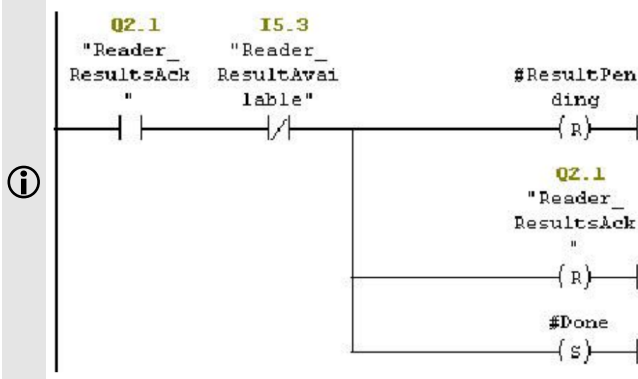 Q2.1
"Reader_
ResultsAck
"
I5.3
"Reader_
ResultAvai
lable"
#ResultPen
ding
R
Q2.1
"Reader_
ResultsAck
"
R
#Done
S